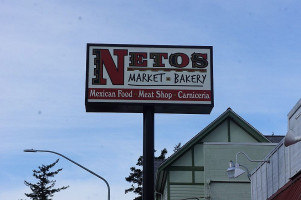 NETOS
MARKET & BAKERY
Mexican Food · Meat Shop · Carniceria